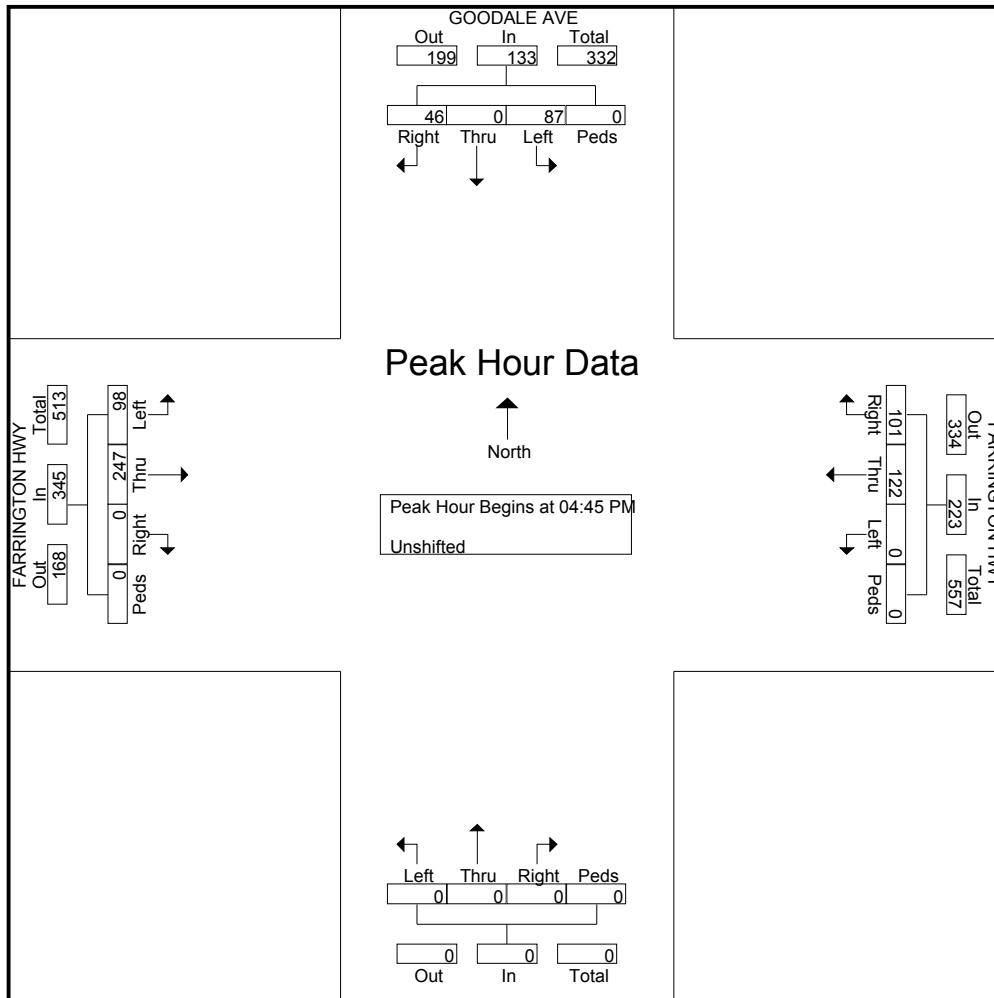 GOODALE AVE
Out In Total
199 133 332
46 0 87 0
Right Thru Left Peds
Peak Hour Data
North
Peak Hour Begins at 04:45 PM
Unshifted
FARRINGTON HWY
Total In Out
513 345 168
98 247 0 0
Left Thru Right Peds
FARRINGTON HWY
Out In Total
334 223 557
101 122 0 0
Right Thru Left Peds
Left Thru Right Peds
0 0 0 0
0 0 0
Out In Total